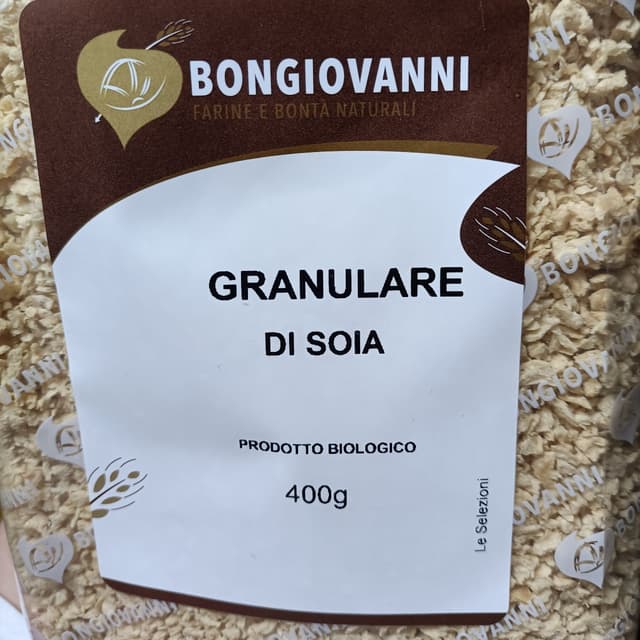 BONGIOVANNI
FARINE E BONTÀ NATURALI
GRANULARE
DI SOIA
PRODOTTO BIOLOGICO
400g
Le Selezioni